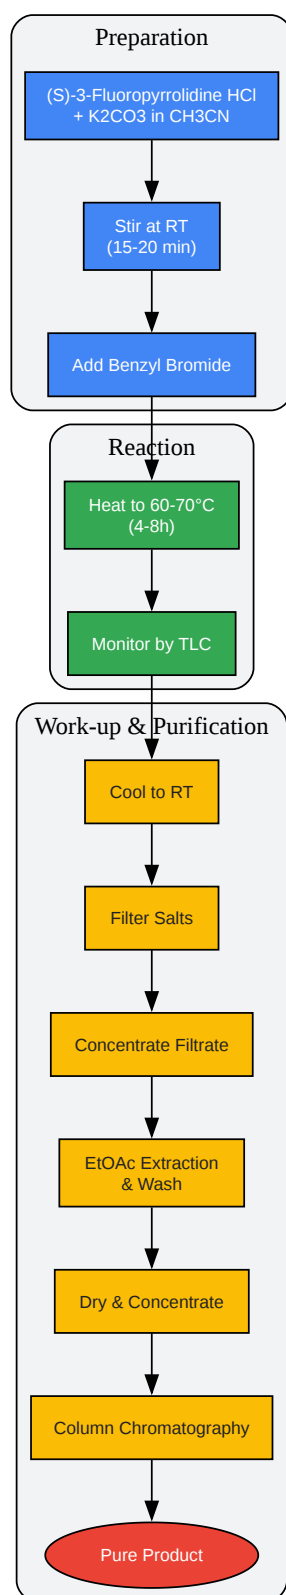 Preparation
(S)-3-Fluoropyrrolidine HCl
+ K2CO3 in CH3CN
Stir at RT
(15-20 min)
Add Benzyl Bromide
Reaction
Heat to 60-70°C
(4-8h)
Monitor by TLC
Work-up & Purification
Cool to RT
Filter Salts
Concentrate Filtrate
EtOAc Extraction
& Wash
Dry & Concentrate
Column Chromatography
Pure Product